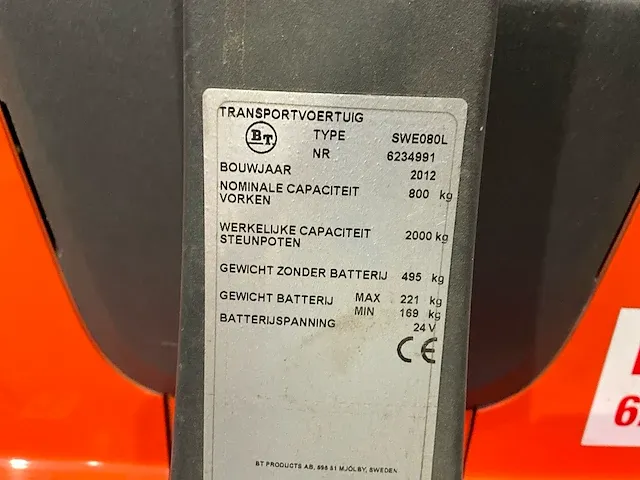 TRANSPORTVOERTUIG
BT TYPE SWE080L
NR 6234991
BOUWJAAR 2012
NOMINALE CAPACITEIT 800 kg
VORKEN
WERKELIJKE CAPACITEIT 2000 kg
STEUNPOTEN
GEWICHT ZONDER BATTERIJ 495 kg
GEWICHT BATTERIJ MAX 221 kg
MIN 169 kg
BATTERIJSPANNING 24 V
CE
BT PRODUCTS AB, 595 81 MJÖLBY, SWEDEN